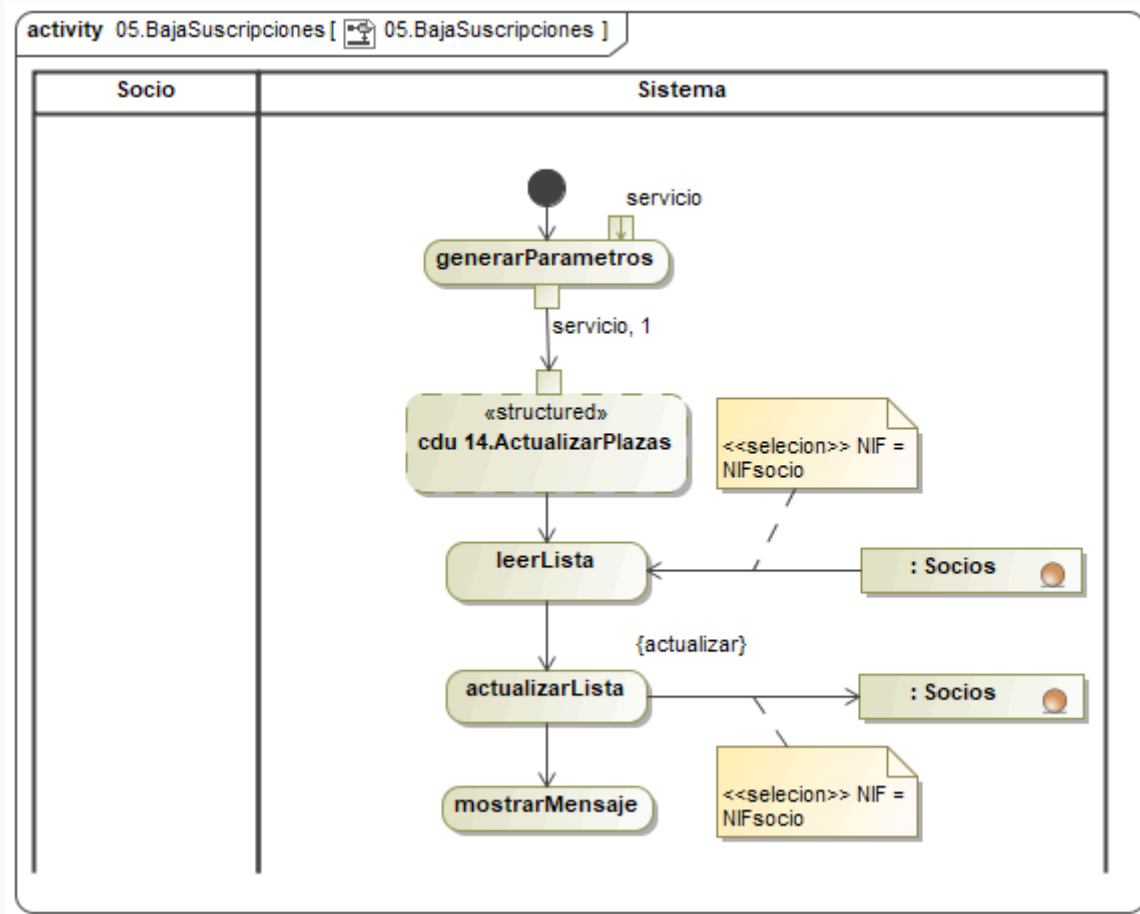 activity 05.BajaSuscripciones [ 05.BajaSuscripciones ]
Socio
Sistema
servicio
generarParametros
servicio, 1
«structured»
cdu 14.ActualizarPlazas
<<selecion>> NIF =
NIFsocio
leerLista
: Socios
{actualizar}
actualizarLista
: Socios
mostrarMensaje
<<selecion>> NIF =
NIFsocio